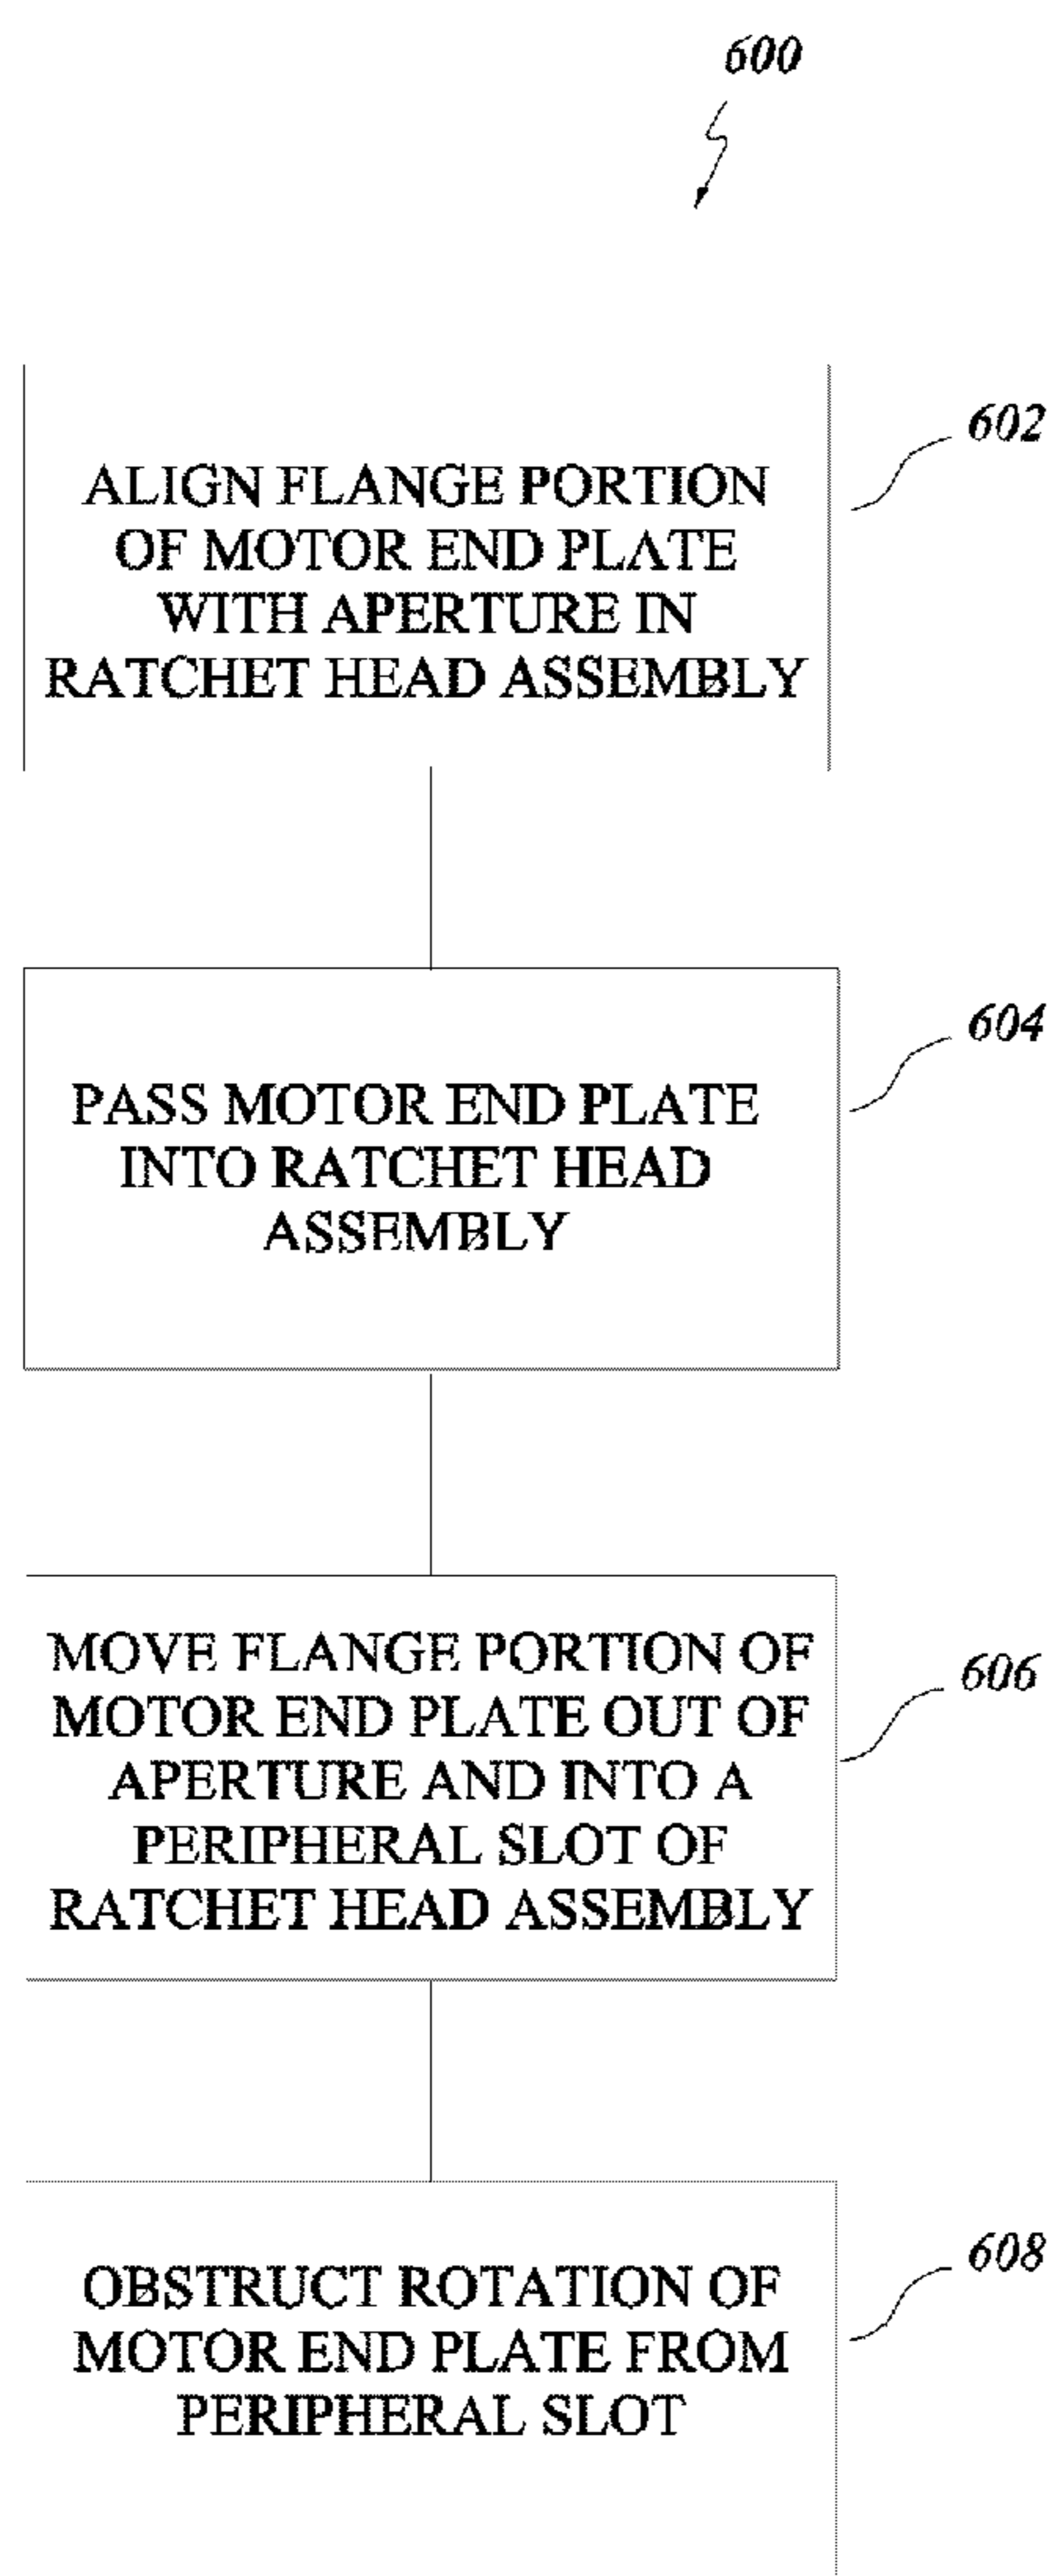 600
602
ALIGN FLANGE PORTION
OF MOTOR END PLATE
WITH APERTURE IN
RATCHET HEAD ASSEMBLY
604
PASS MOTOR END PLATE
INTO RATCHET HEAD
ASSEMBLY
606
MOVE FLANGE PORTION OF
MOTOR END PLATE OUT OF
APERTURE AND INTO A
PERIPHERAL SLOT OF
RATCHET HEAD ASSEMBLY
608
OBSTRUCT ROTATION OF
MOTOR END PLATE FROM
PERIPHERAL SLOT